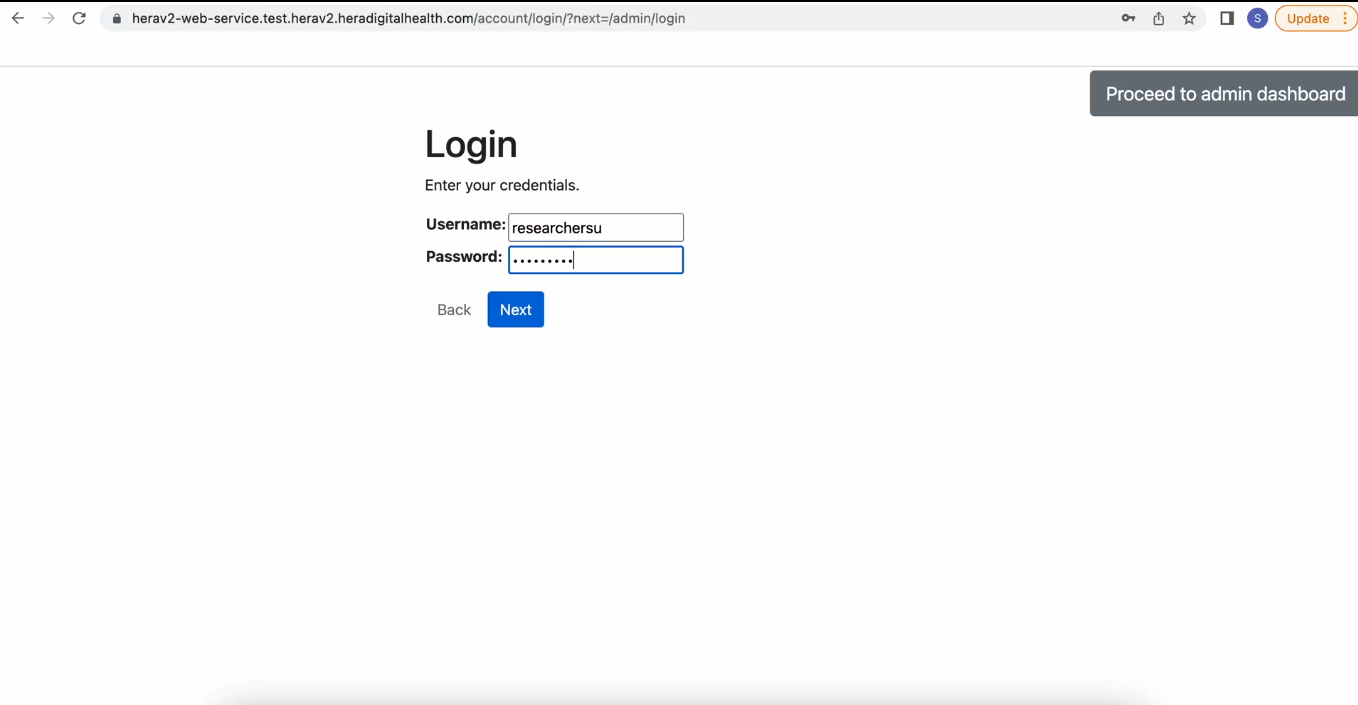 herav2-web-service.test.herav2.heradigitalhealth.com/account/login/?next=/admin/login
S
Update
Proceed to admin dashboard
Login
Enter your credentials.
Username: researchersu
Password: •••••••••
Back Next